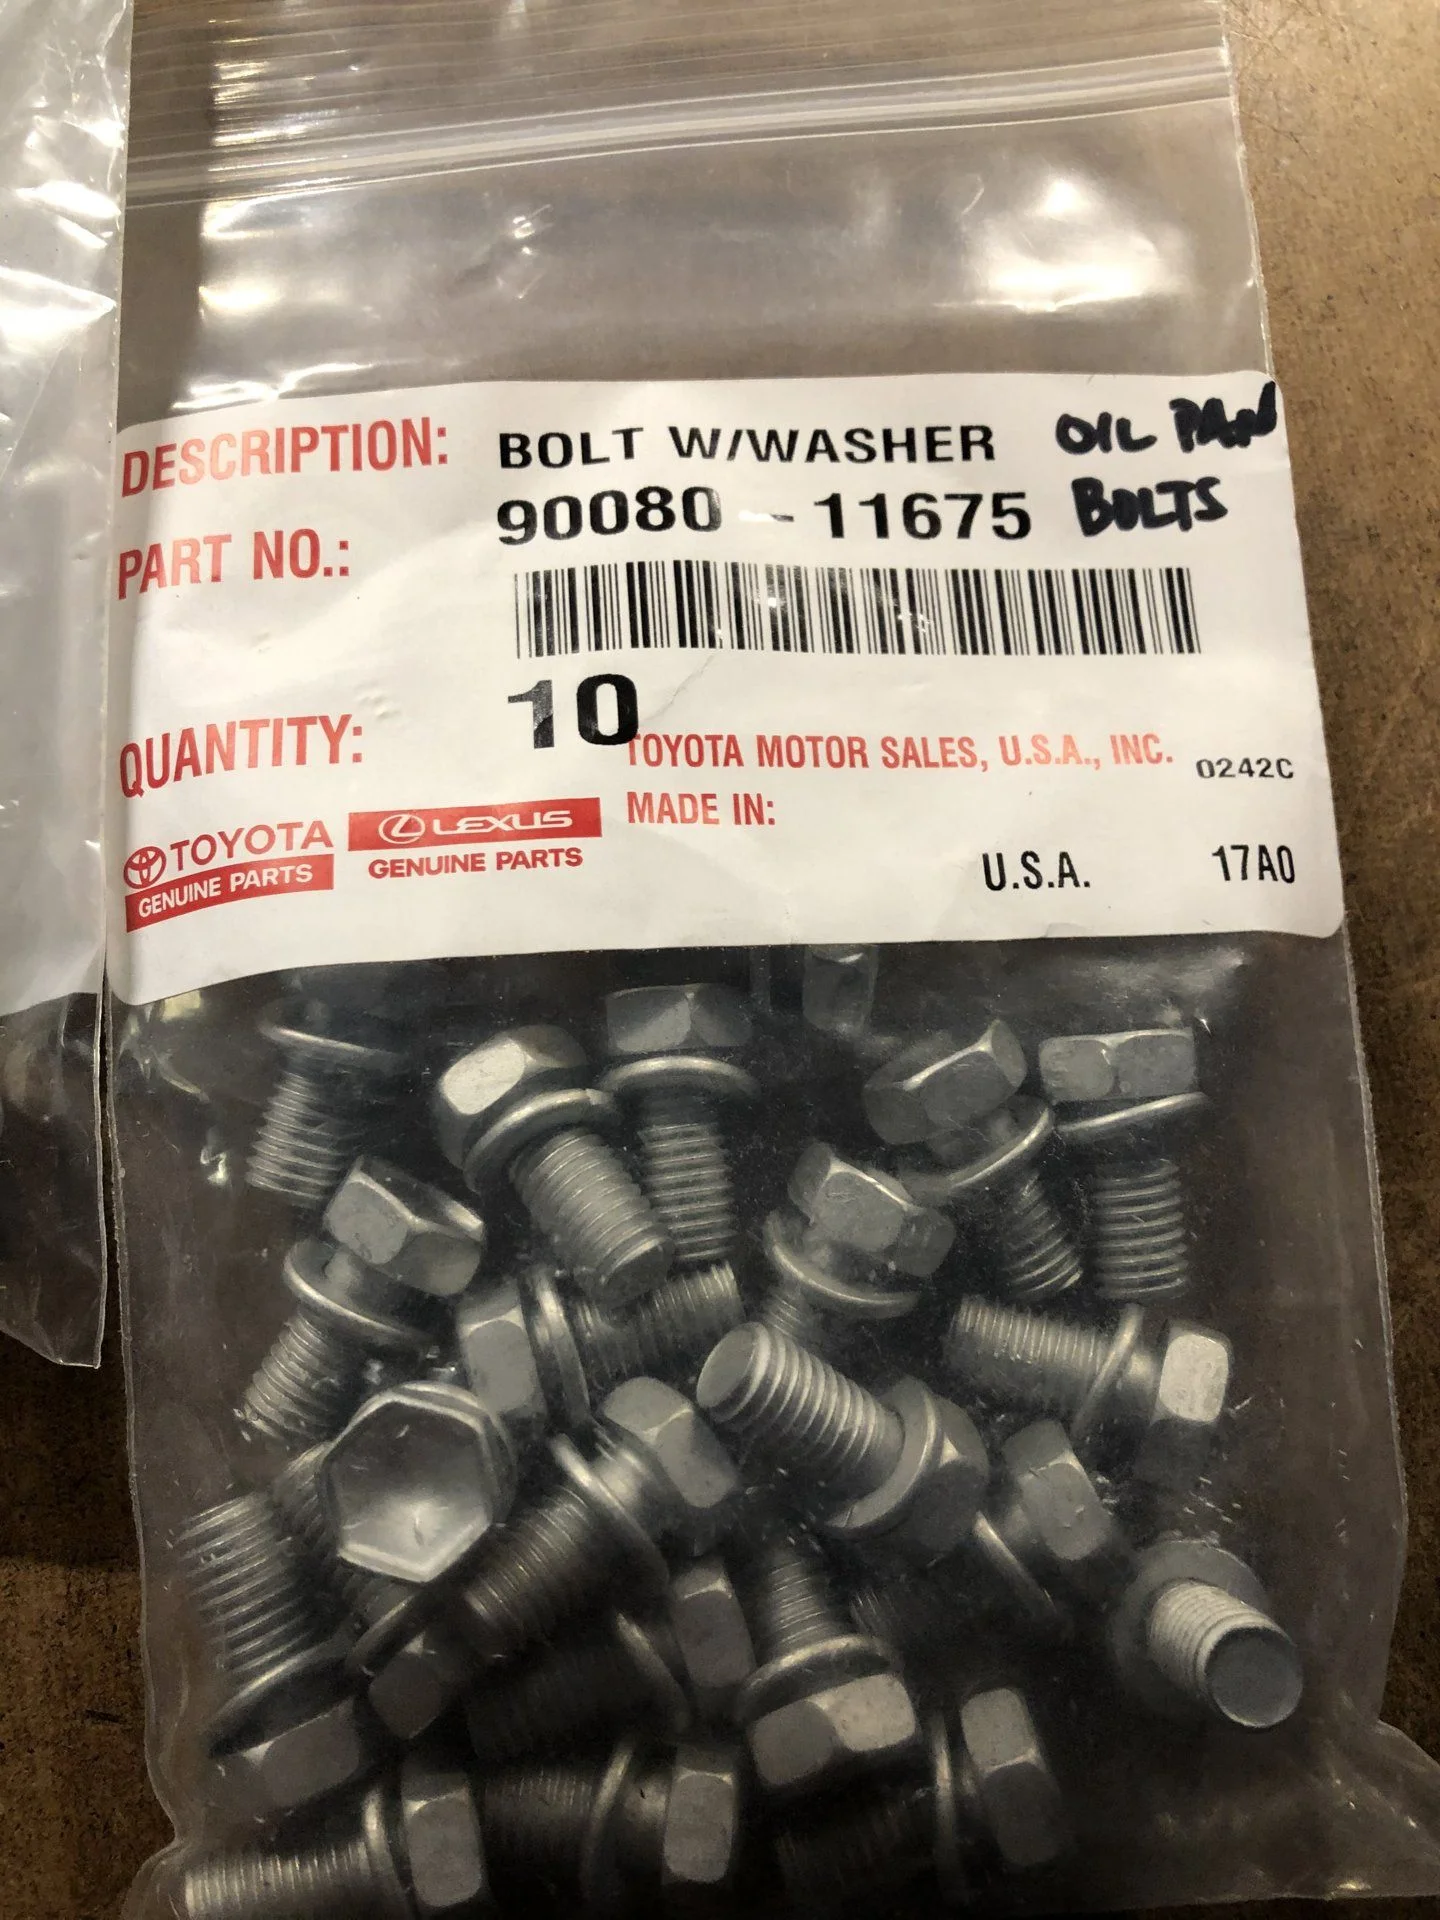 DESCRIPTION: BOLT W/WASHER OIL PAN
PART NO.: 90080-11675 BOLTS
QUANTITY: 10
TOYOTA MOTOR SALES, U.S.A., INC. 0242C
MADE IN:
U.S.A. 17A0
TOYOTA
GENUINE PARTS
LEXUS
GENUINE PARTS